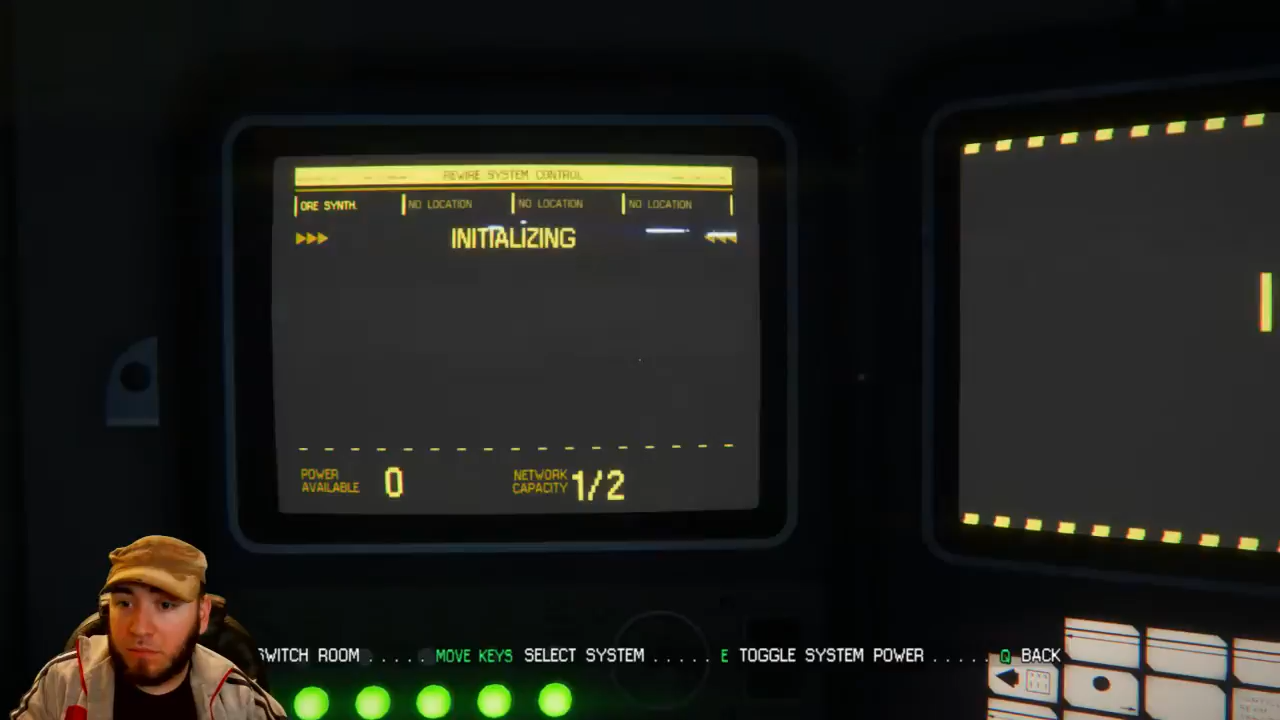 REWIRE SYSTEM CONTROL
ORE SYNTH. NO LOCATION NO LOCATION NO LOCATION
INITIALIZING
POWER AVAILABLE 0 NETWORK CAPACITY 1/2
SWITCH ROOM ..... MOVE KEYS SELECT SYSTEM ..... E TOGGLE SYSTEM POWER ..... Q BACK